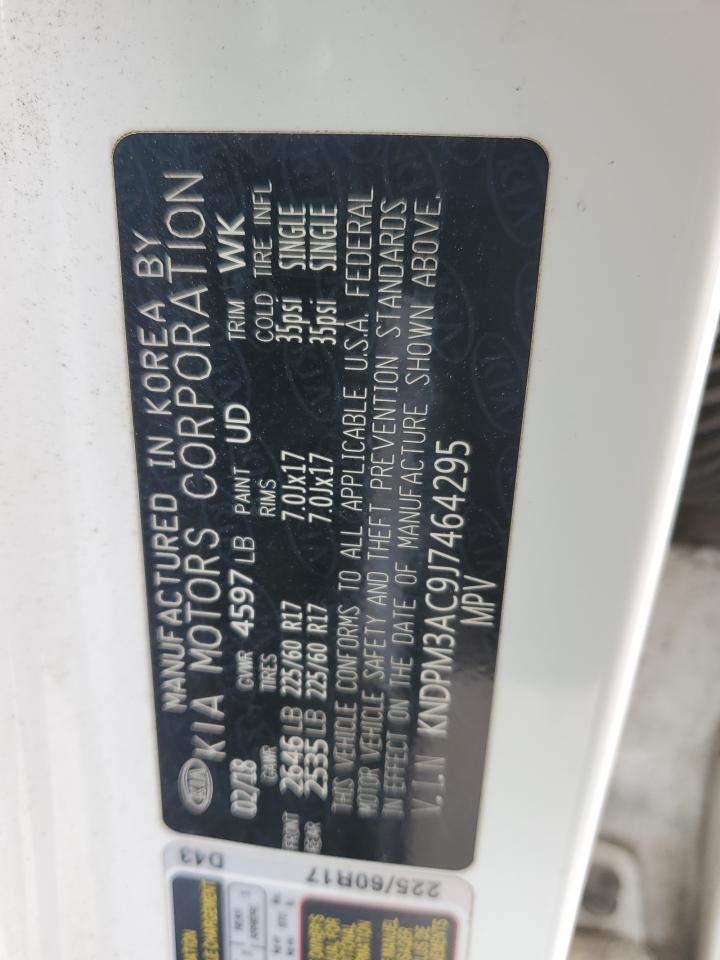 KIA
MANUFACTURED IN KOREA BY
KIA MOTORS CORPORATION
02/18 GVWR 4597 LB PAINT UD TRIM WK
GAWR TIRES RIMS COLD TIRE INFL
FRONT 2646 LB 225/60 R17 7.0Jx17 35psi SINGLE
REAR 2535 LB 225/60 R17 7.0Jx17 35psi SINGLE
THIS VEHICLE CONFORMS TO ALL APPLICABLE U.S.A. FEDERAL
MOTOR VEHICLE SAFETY AND THEFT PREVENTION STANDARDS
IN EFFECT ON THE DATE OF MANUFACTURE SHOWN ABOVE.
V.I.N KNDPM3AC9J7464295
MPV
D43
225/60R17